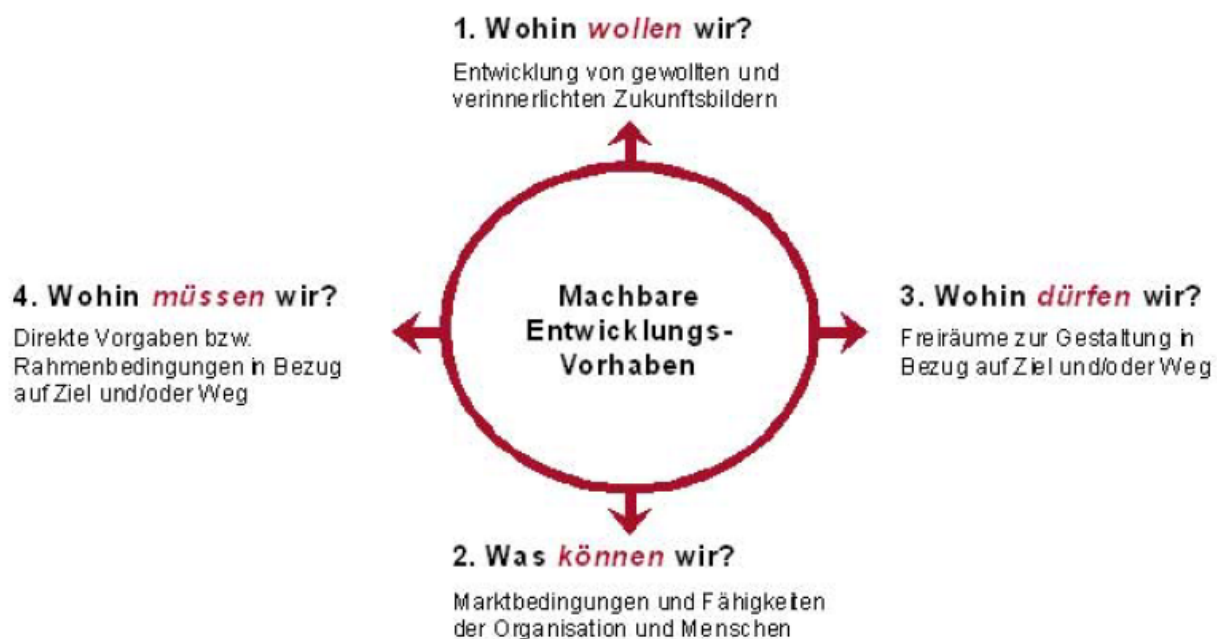 1. Wohin wollen wir?
Entwicklung von gewollten und
verinnerlichten Zukunftsbildern
4. Wohin müssen wir?
Direkte Vorgaben bzw.
Rahmenbedingungen in Bezug
auf Ziel und/oder Weg
Machbare
Entwicklungs-
Vorhaben
3. Wohin dürfen wir?
Freiräume zur Gestaltung in
Bezug auf Ziel und/oder Weg
2. Was können wir?
Marktbedingungen und Fähigkeiten
der Organisation und Menschen